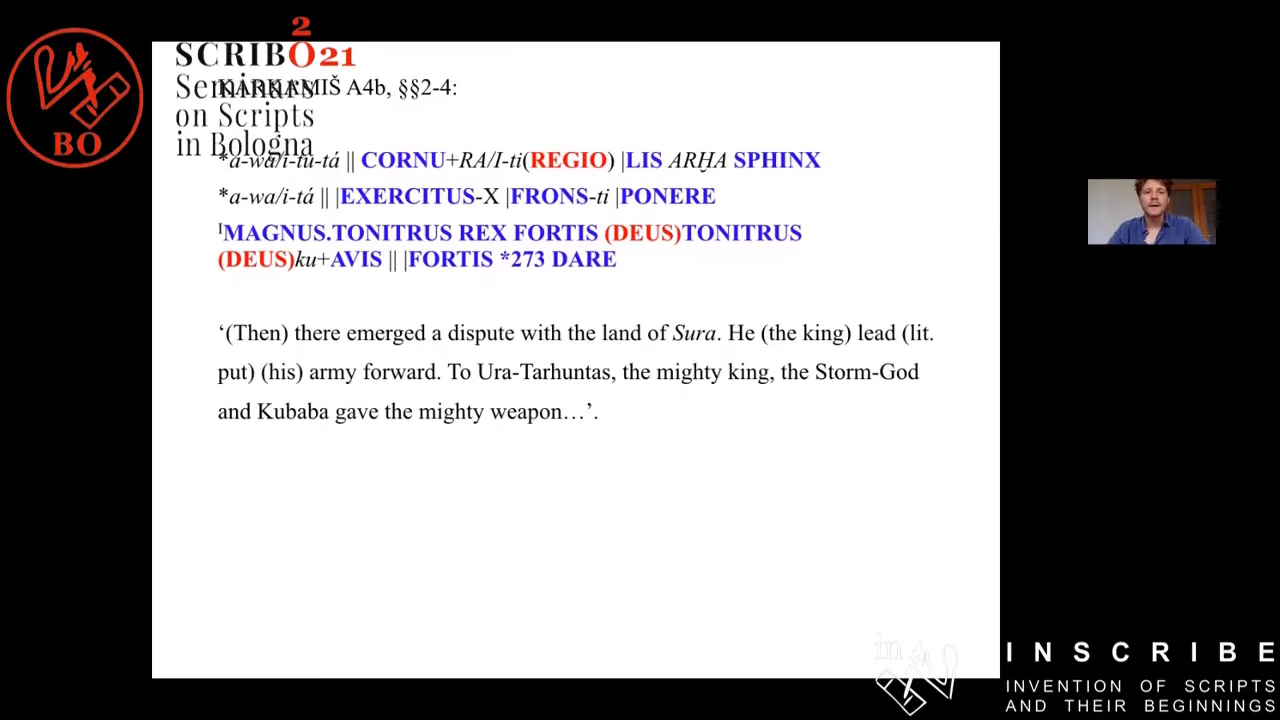 2
SCRIBO21
Seminars
on Scripts
in Bologna
BO
KARKAMIŠ A4b, §§2-4:
*a-wa/i-tu-tá || CORNU+RA/I-ti(REGIO) |LIS ARḪA SPHINX
*a-wa/i-tá || |EXERCITUS-X |FRONS-ti |PONERE
IMAGNUS.TONITRUS REX FORTIS (DEUS)TONITRUS
(DEUS)ku+AVIS || |FORTIS *273 DARE
‘(Then) there emerged a dispute with the land of Sura. He (the king) lead (lit.
put) (his) army forward. To Ura-Tarhuntas, the mighty king, the Storm-God
and Kubaba gave the mighty weapon…’.
in
INSCRIBE
INVENTION OF SCRIPTS
AND THEIR BEGINNINGS